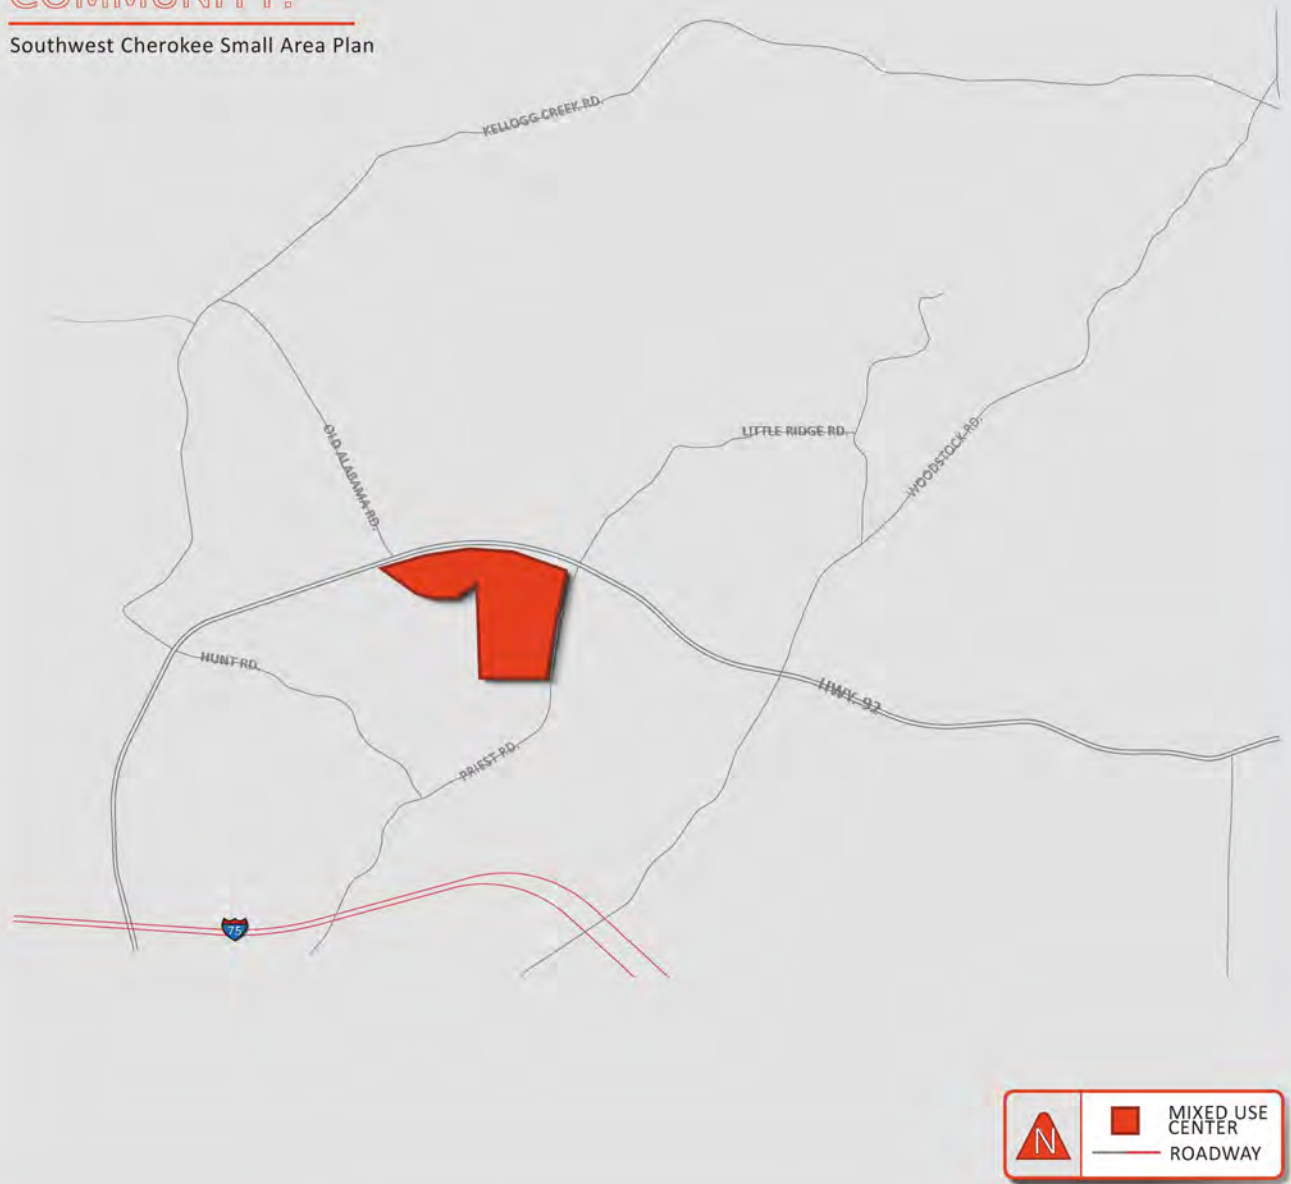 COMMUNITY.
Southwest Cherokee Small Area Plan
KELLOGG CREEK RD.
OLD ALABAMA RD.
LITTLE RIDGE RD.
WOODSTOCK RD.
HUNT RD.
HWY. 92
PRIEST RD.
75
N
MIXED USE
CENTER
ROADWAY